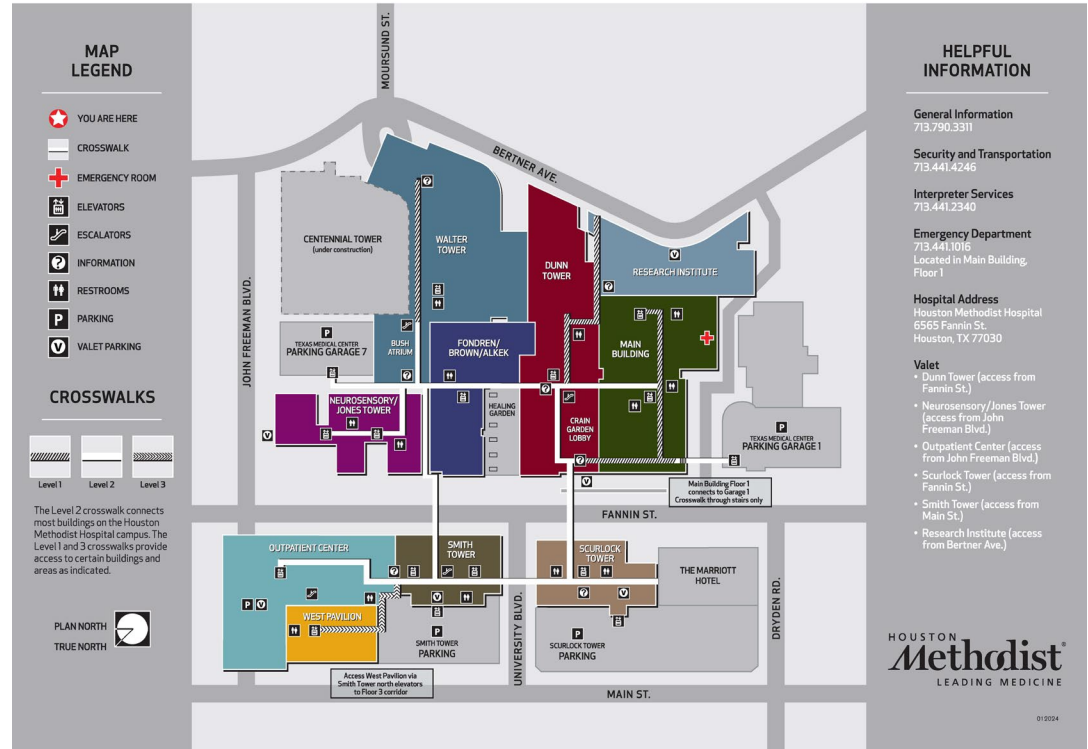 MAP
LEGEND
YOU ARE HERE
CROSSWALK
EMERGENCY ROOM
ELEVATORS
ESCALATORS
INFORMATION
RESTROOMS
P
PARKING
V
VALET PARKING
CROSSWALKS
Level 1
Level 2
Level 3
The Level 2 crosswalk connects
most buildings on the Houston
Methodist Hospital campus. The
Level 1 and 3 crosswalks provide
access to certain buildings and
areas as indicated.
PLAN NORTH
TRUE NORTH
MOURSUND ST.
BERTNER AVE.
JOHN FREEMAN BLVD.
CENTENNIAL TOWER
(under construction)
WALTER
TOWER
DUNN
TOWER
RESEARCH INSTITUTE
P
TEXAS MEDICAL CENTER
PARKING GARAGE 7
BUSH
ATRIUM
FONDREN/
BROWN/ALKEK
MAIN
BUILDING
NEUROSENSORY/
JONES TOWER
HEALING
GARDEN
CRAIN
GARDEN
LOBBY
P
TEXAS MEDICAL CENTER
PARKING GARAGE 1
Main Building Floor 1
connects to Garage 1
Crosswalk through stairs only
FANNIN ST.
OUTPATIENT CENTER
SMITH
TOWER
SCURLOCK
TOWER
THE MARRIOTT
HOTEL
P V
WEST PAVILION
P
SMITH TOWER
PARKING
UNIVERSITY BLVD.
P
SCURLOCK TOWER
PARKING
DRYDEN RD.
Access West Pavilion via
Smith Tower north elevators
to Floor 3 corridor
MAIN ST.
HELPFUL
INFORMATION
General Information
713.790.3311
Security and Transportation
713.441.4246
Interpreter Services
713.441.2340
Emergency Department
713.441.1016
Located in Main Building,
Floor 1
Hospital Address
Houston Methodist Hospital
6565 Fannin St.
Houston, TX 77030
Valet
• Dunn Tower (access from
Fannin St.)
• Neurosensory/Jones Tower
(access from John
Freeman Blvd.)
• Outpatient Center (access
from John Freeman Blvd.)
• Scurlock Tower (access from
Fannin St.)
• Smith Tower (access from
Main St.)
• Research Institute (access
from Bertner Ave.)
HOUSTON
Methodist®
LEADING MEDICINE
012024